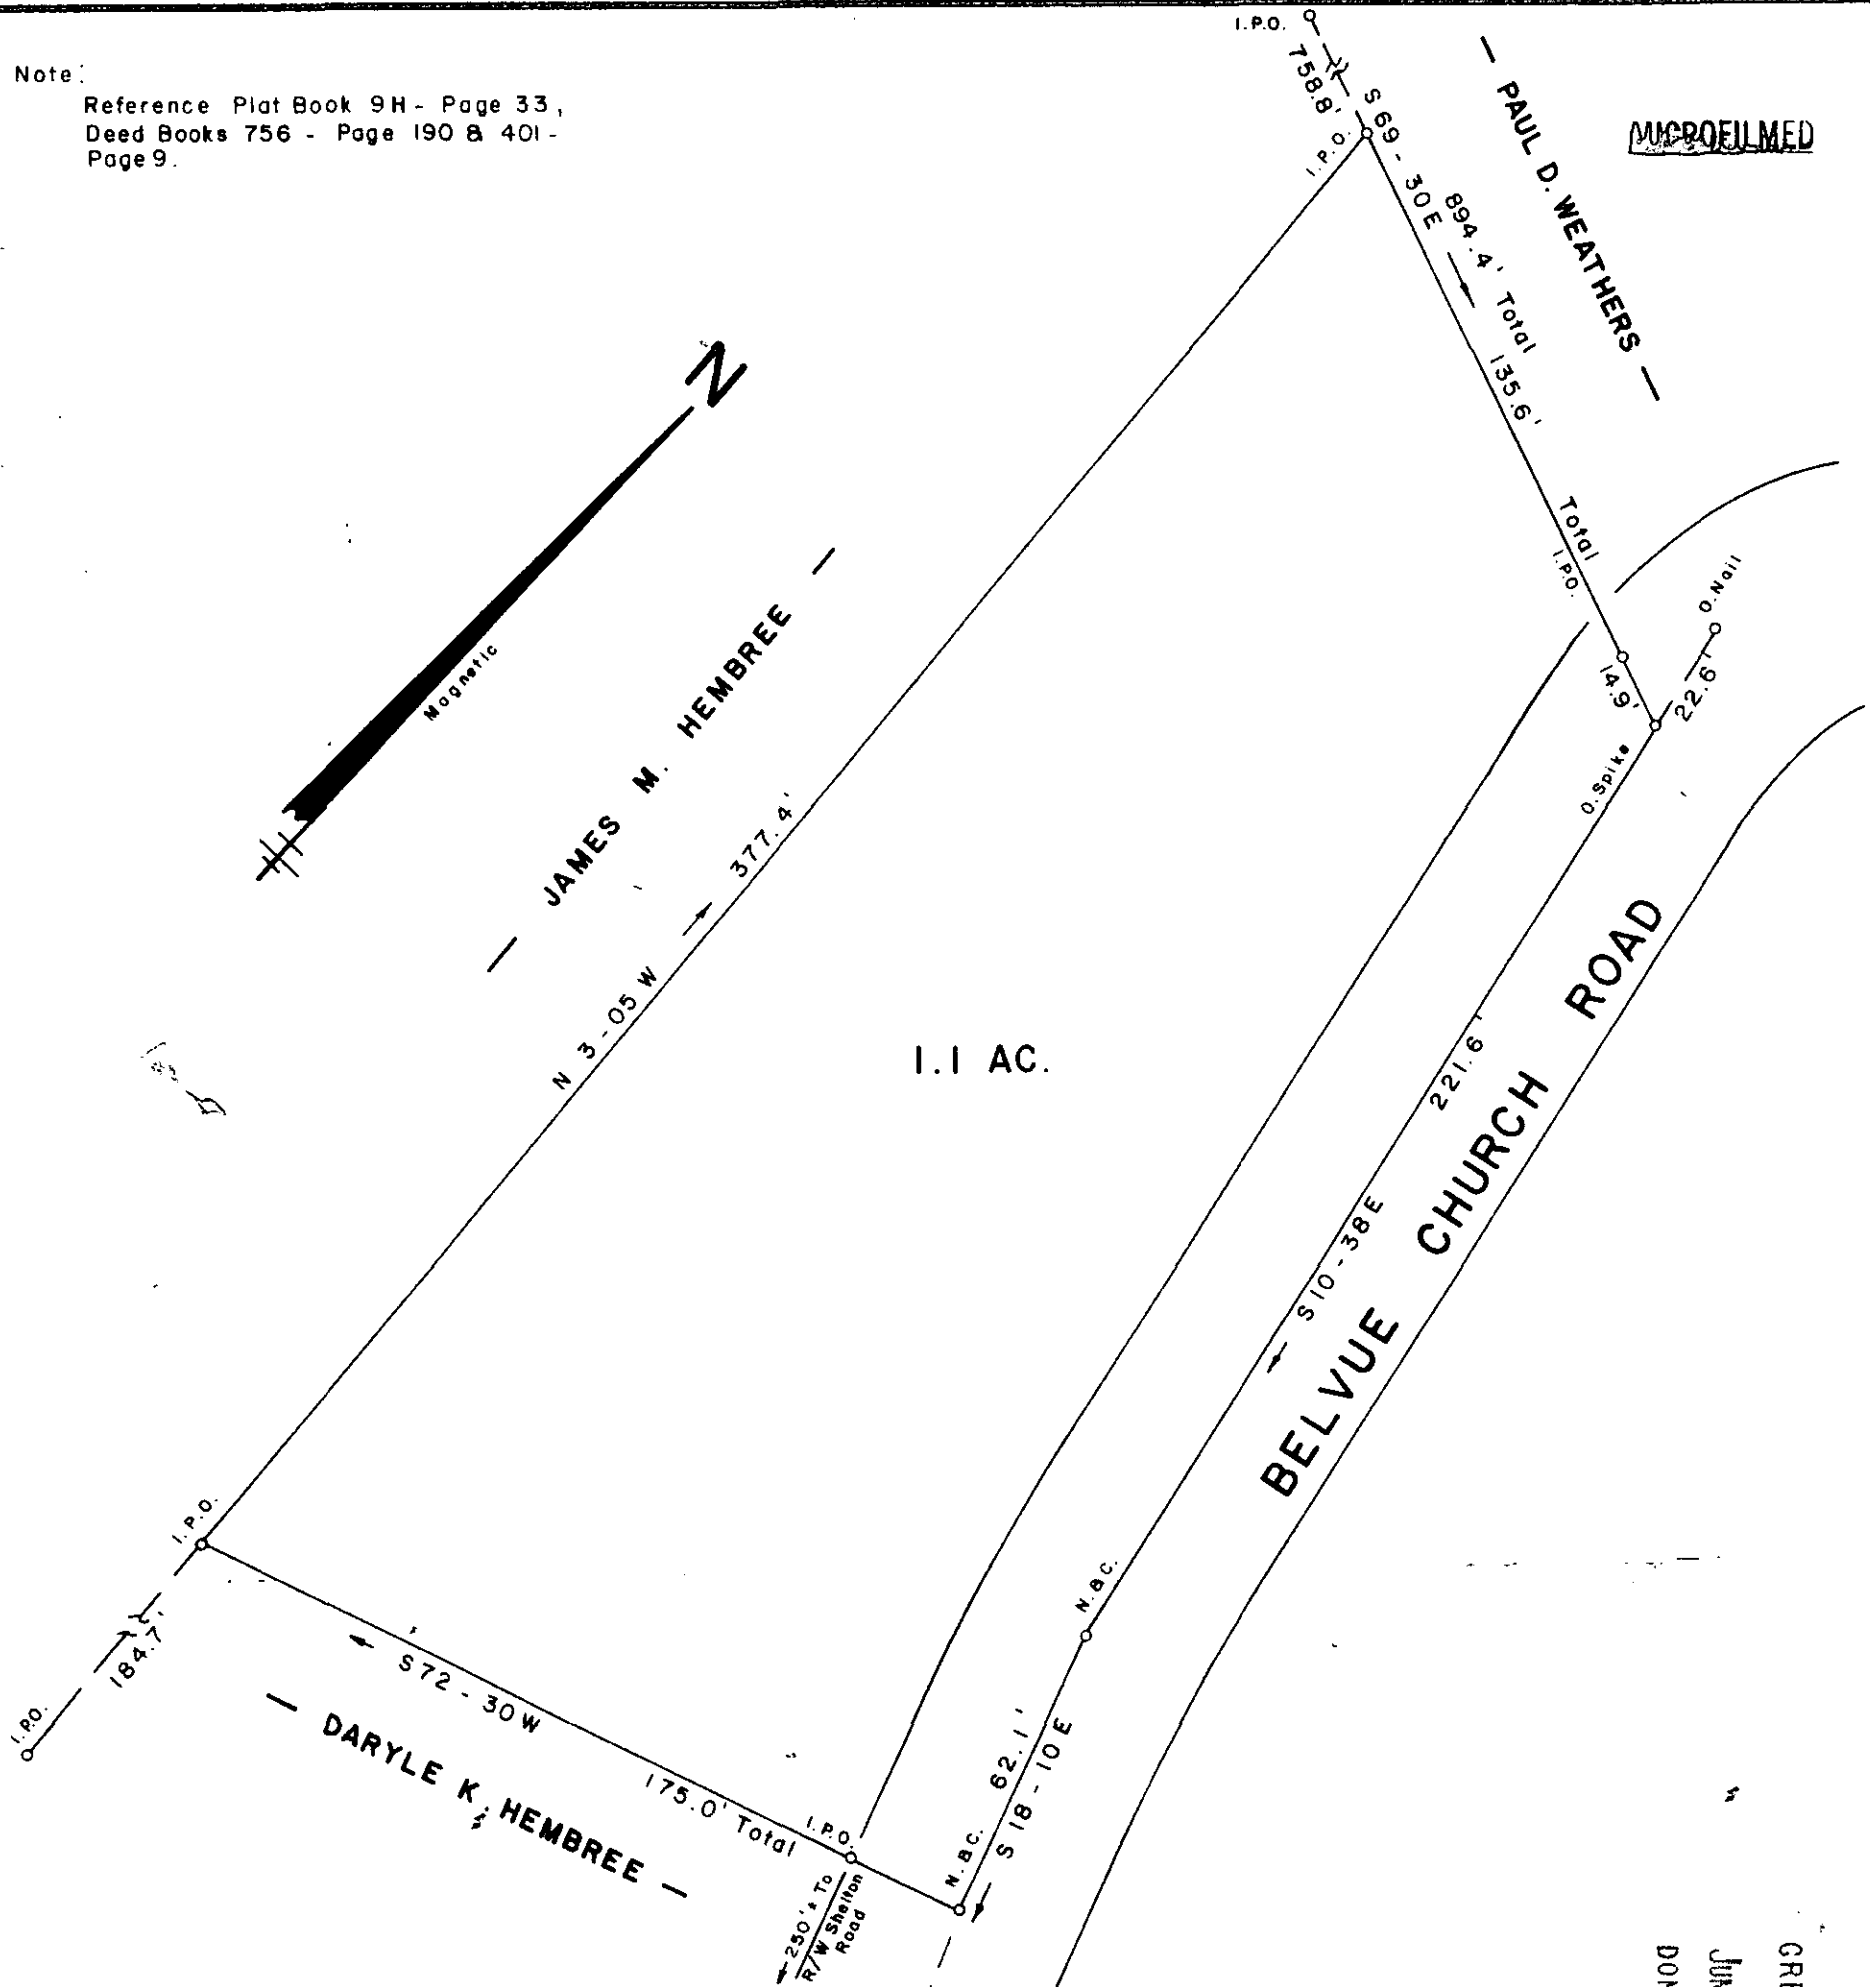 Note:
Reference Plat Book 9H - Page 33,
Deed Books 756 - Page 190 & 401 -
Page 9.
MICROFILMED
I.P.O.
758.8'
I.P.O.
S 69 - 30 E
894.4' Total
135.6'
Total
I.P.O.
— PAUL D. WEATHERS —
O.Nail
22.6'
14.9'
O.Spike
N
Magnetic
— JAMES M. HEMBREE —
N 3 - 05 W
377.4'
1.1 AC.
221.6'
S 10 - 38 E
BELVUE CHURCH ROAD
N.&C.
62.1'
S 18 - 10 E
N.&C.
I.P.O.
184.7'
I.P.O.
S 72 - 30 W
175.0' Total
I.P.O.
— DARYLE K. HEMBREE —
250'± To
R/W Shelton
Road
GRE
JUN
DON